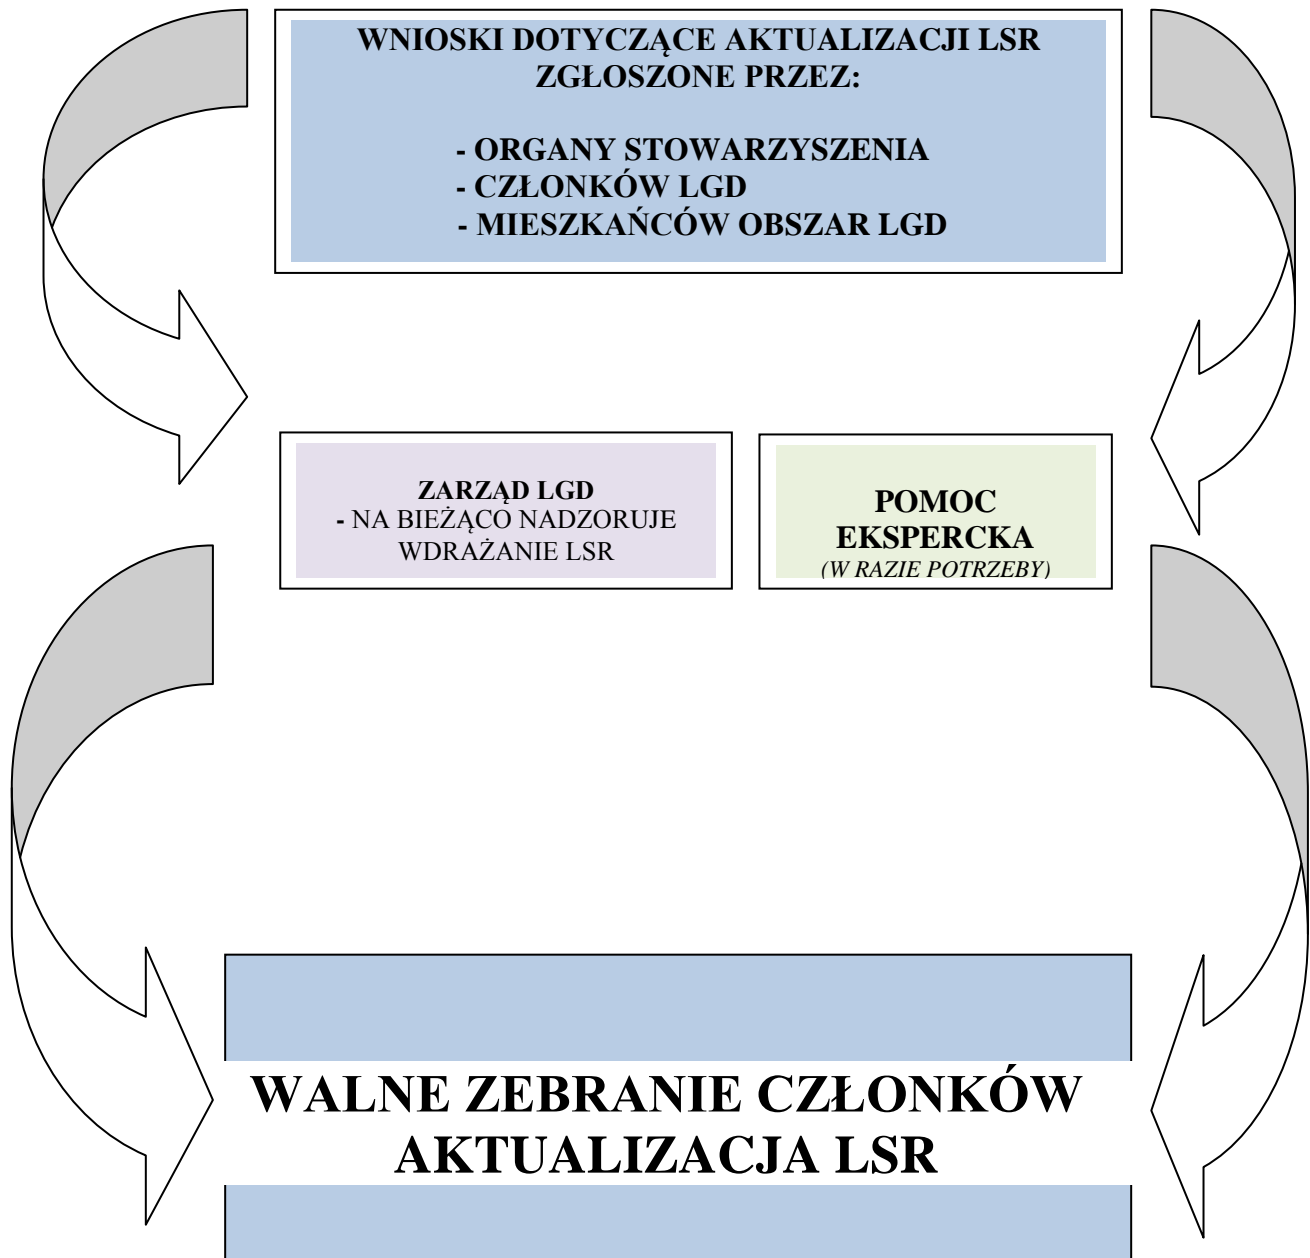 WNIOSKI DOTYCZĄCE AKTUALIZACJI LSR
ZGŁOSZONE PRZEZ:
- ORGANY STOWARZYSZENIA
- CZŁONKÓW LGD
- MIESZKAŃCÓW OBSZAR LGD
ZARZĄD LGD
- NA BIEŻĄCO NADZORUJE
WDRAŻANIE LSR
POMOC
EKSPERCKA
(W RAZIE POTRZEBY)
WALNE ZEBRANIE CZŁONKÓW
AKTUALIZACJA LSR